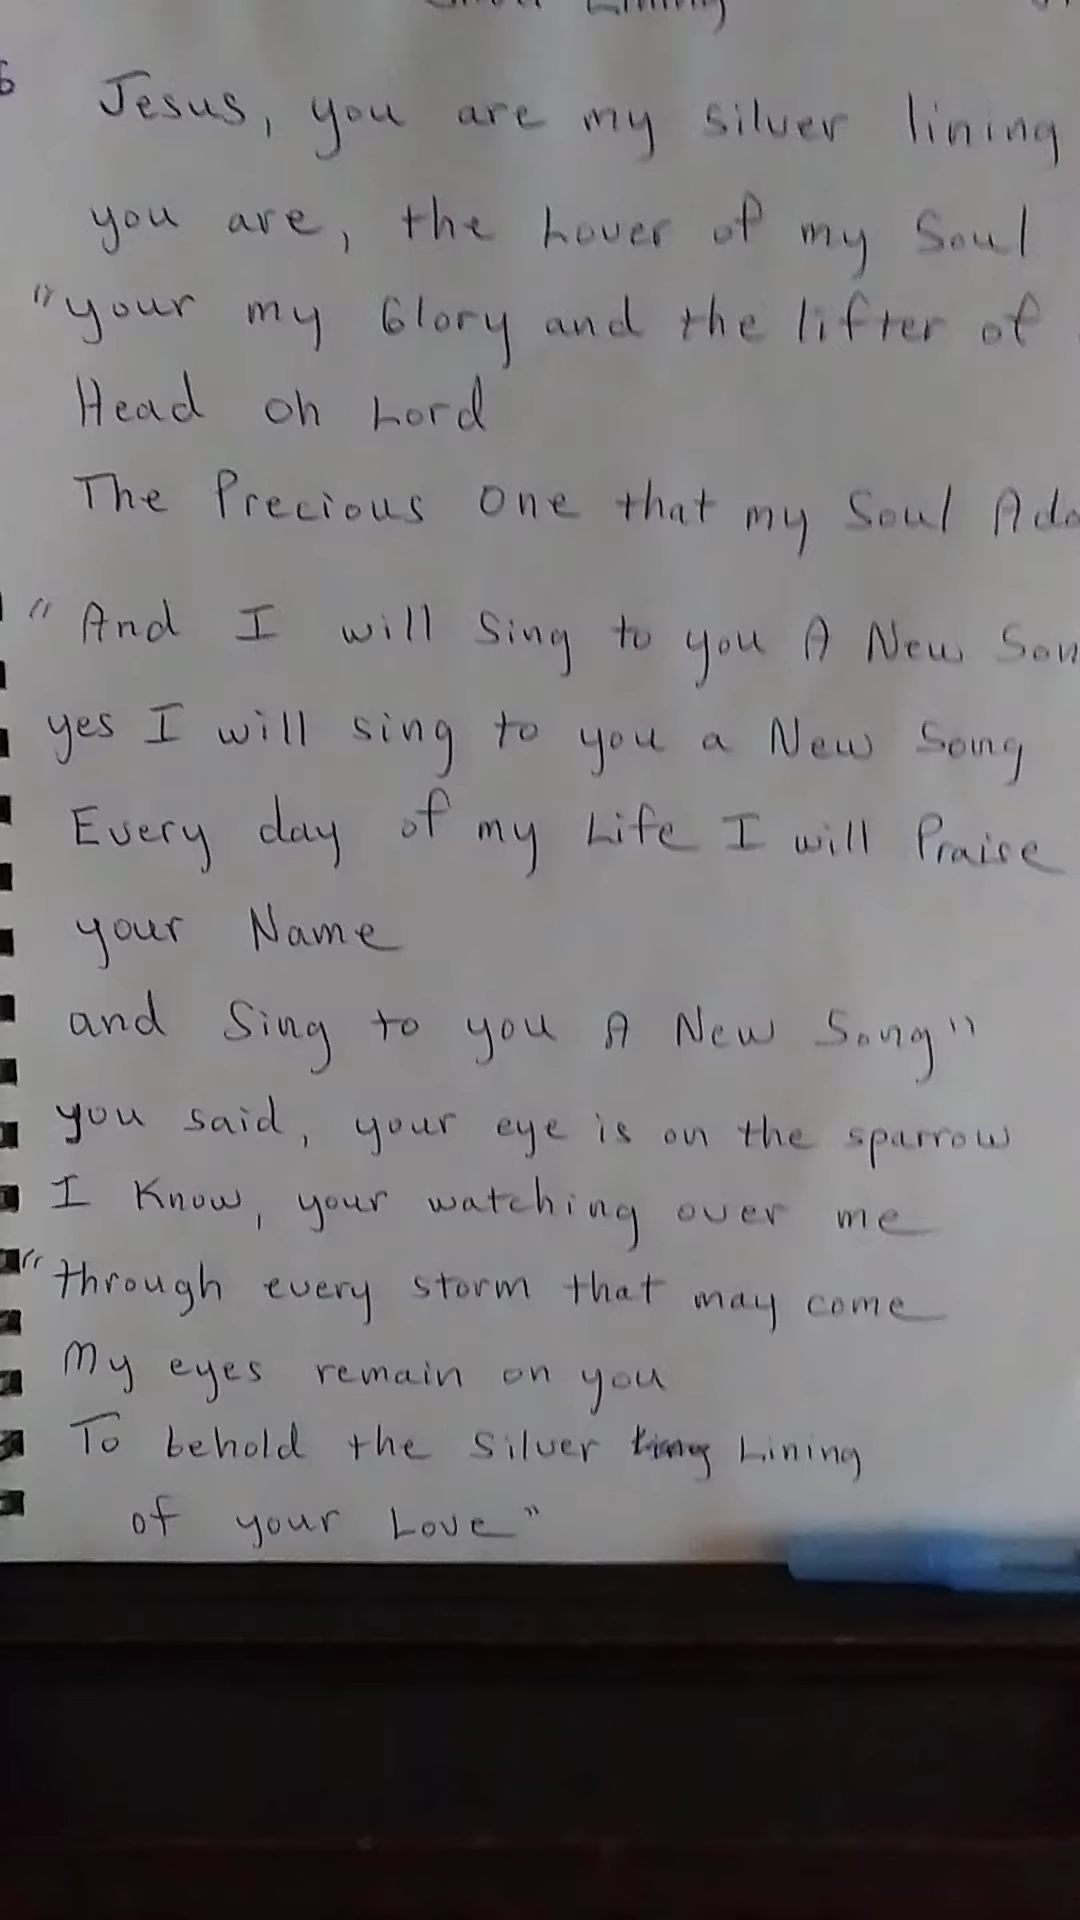 Lining
Jesus, you are my silver lining
you are, the Lover of my Soul
"your my Glory and the lifter of
Head oh Lord
The Precious One that my Soul Ado
"And I will Sing to you A New Son
yes I will sing to you a New Song
Every day of my Life I will Praise
your Name
and Sing to you A New Song"
you said, your eye is on the sparrow
I Know, your watching over me
"through every storm that may come
My eyes remain on you
To behold the silver Lining
of your Love"